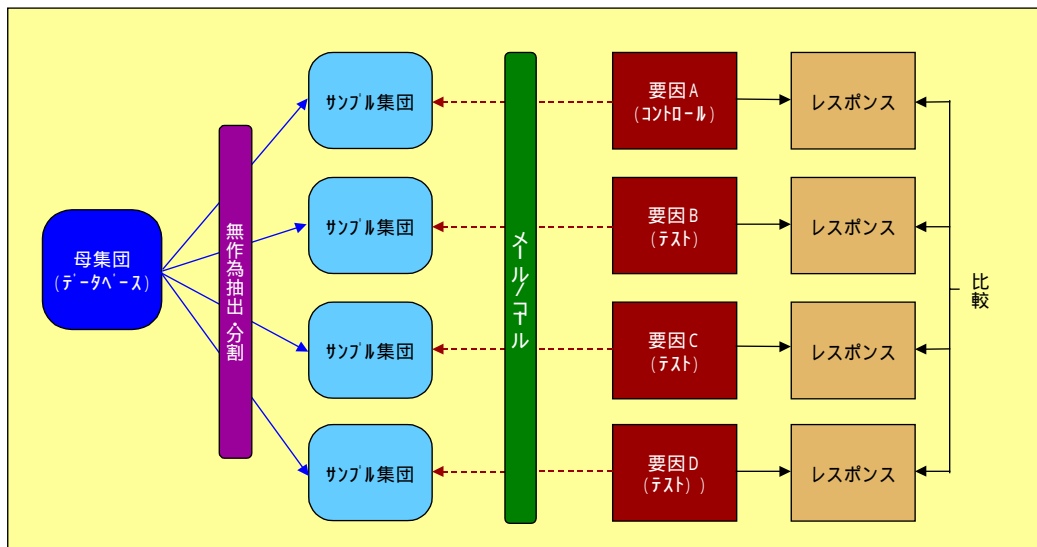 母集団
(ﾃﾞｰﾀﾍﾞｰｽ)
無作為抽出・分割
ｻﾝﾌﾟﾙ集団
ｻﾝﾌﾟﾙ集団
ｻﾝﾌﾟﾙ集団
ｻﾝﾌﾟﾙ集団
メール/コール
要因A
(ｺﾝﾄﾛｰﾙ)
レスポンス
要因B
(ﾃｽﾄ)
レスポンス
要因C
(ﾃｽﾄ)
レスポンス
要因D
(ﾃｽﾄ) )
レスポンス
比較